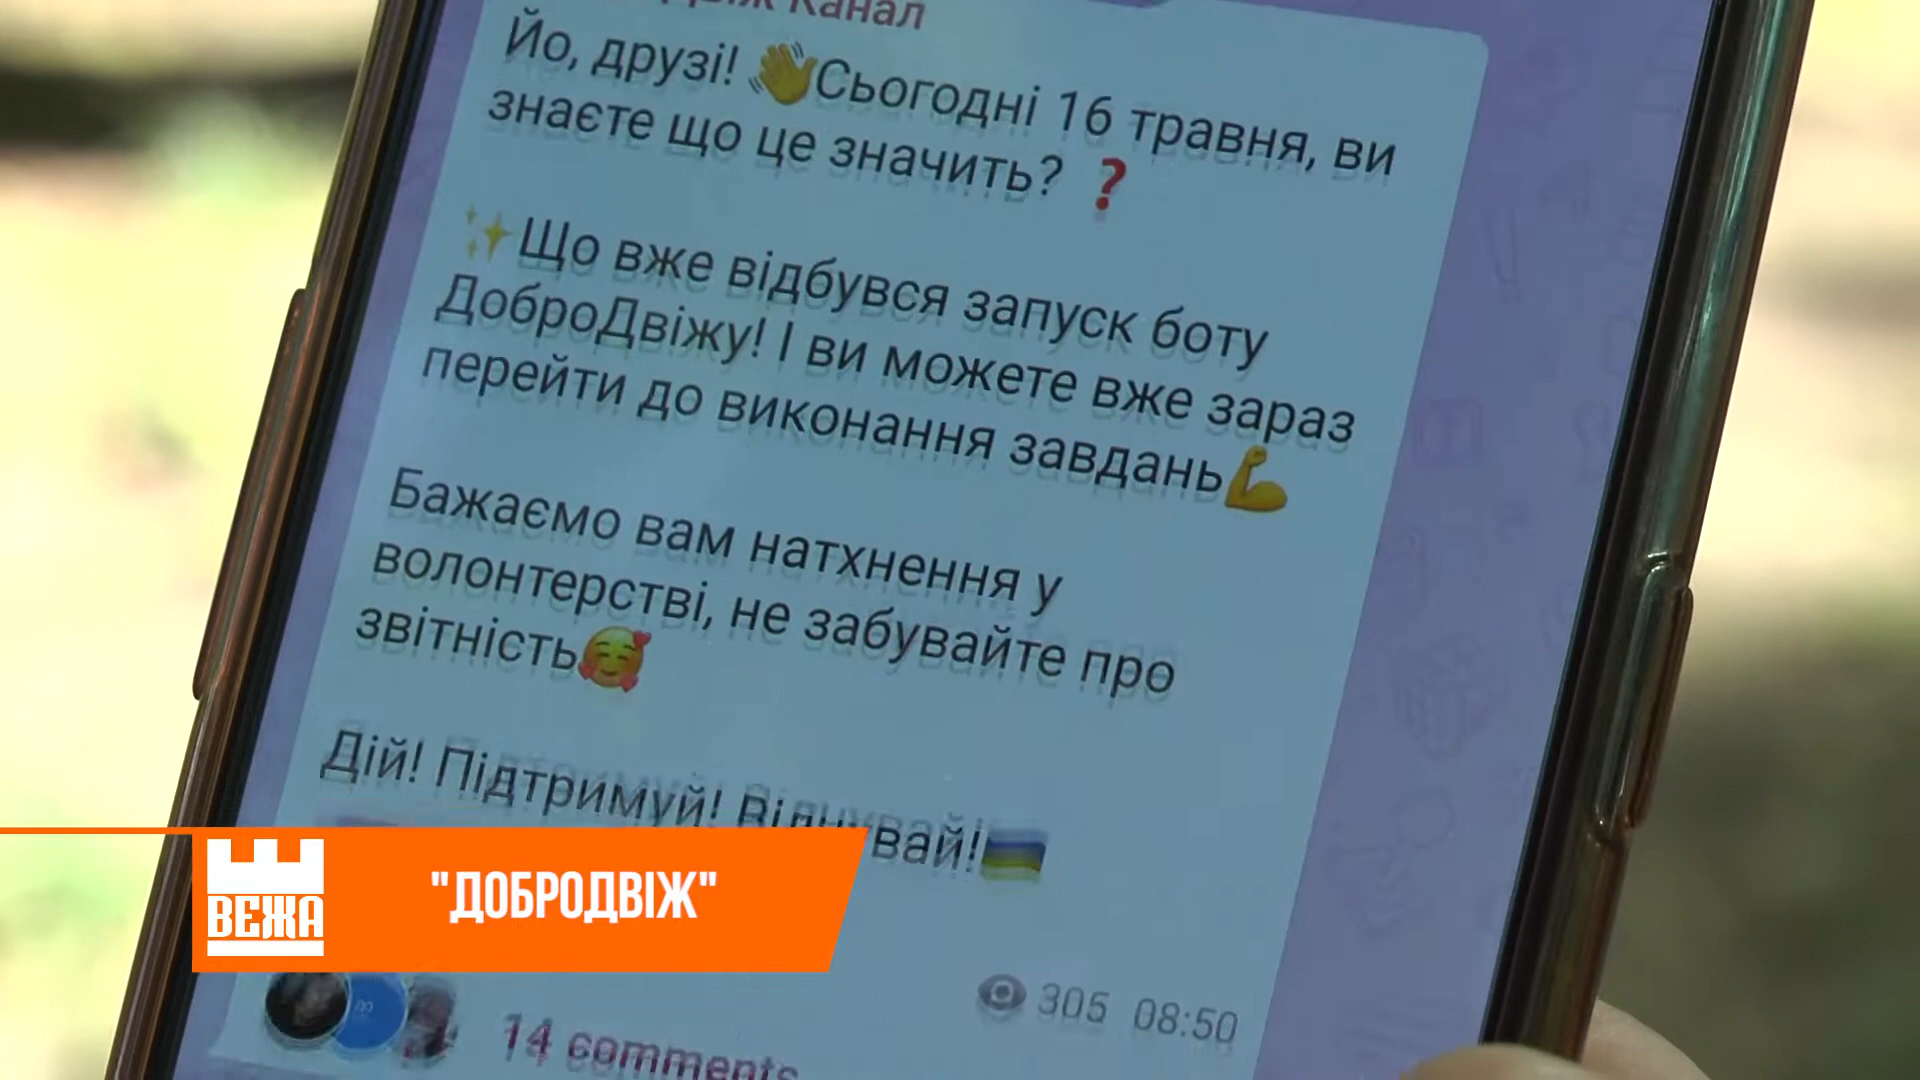 Канал
Йо, друзі! 👋Сьогодні 16 травня, ви
знаєте що це значить? ❓
✨Що вже відбувся запуск боту
ДоброДвіжу! І ви можете вже зараз
перейти до виконання завдань💪
Бажаємо вам натхнення у
волонтерстві, не забувайте про
звітність🥰
Дій! Підтримуй!
305 08:50
14 comments
ВЕЖА
"ДОБРОДВІЖ"